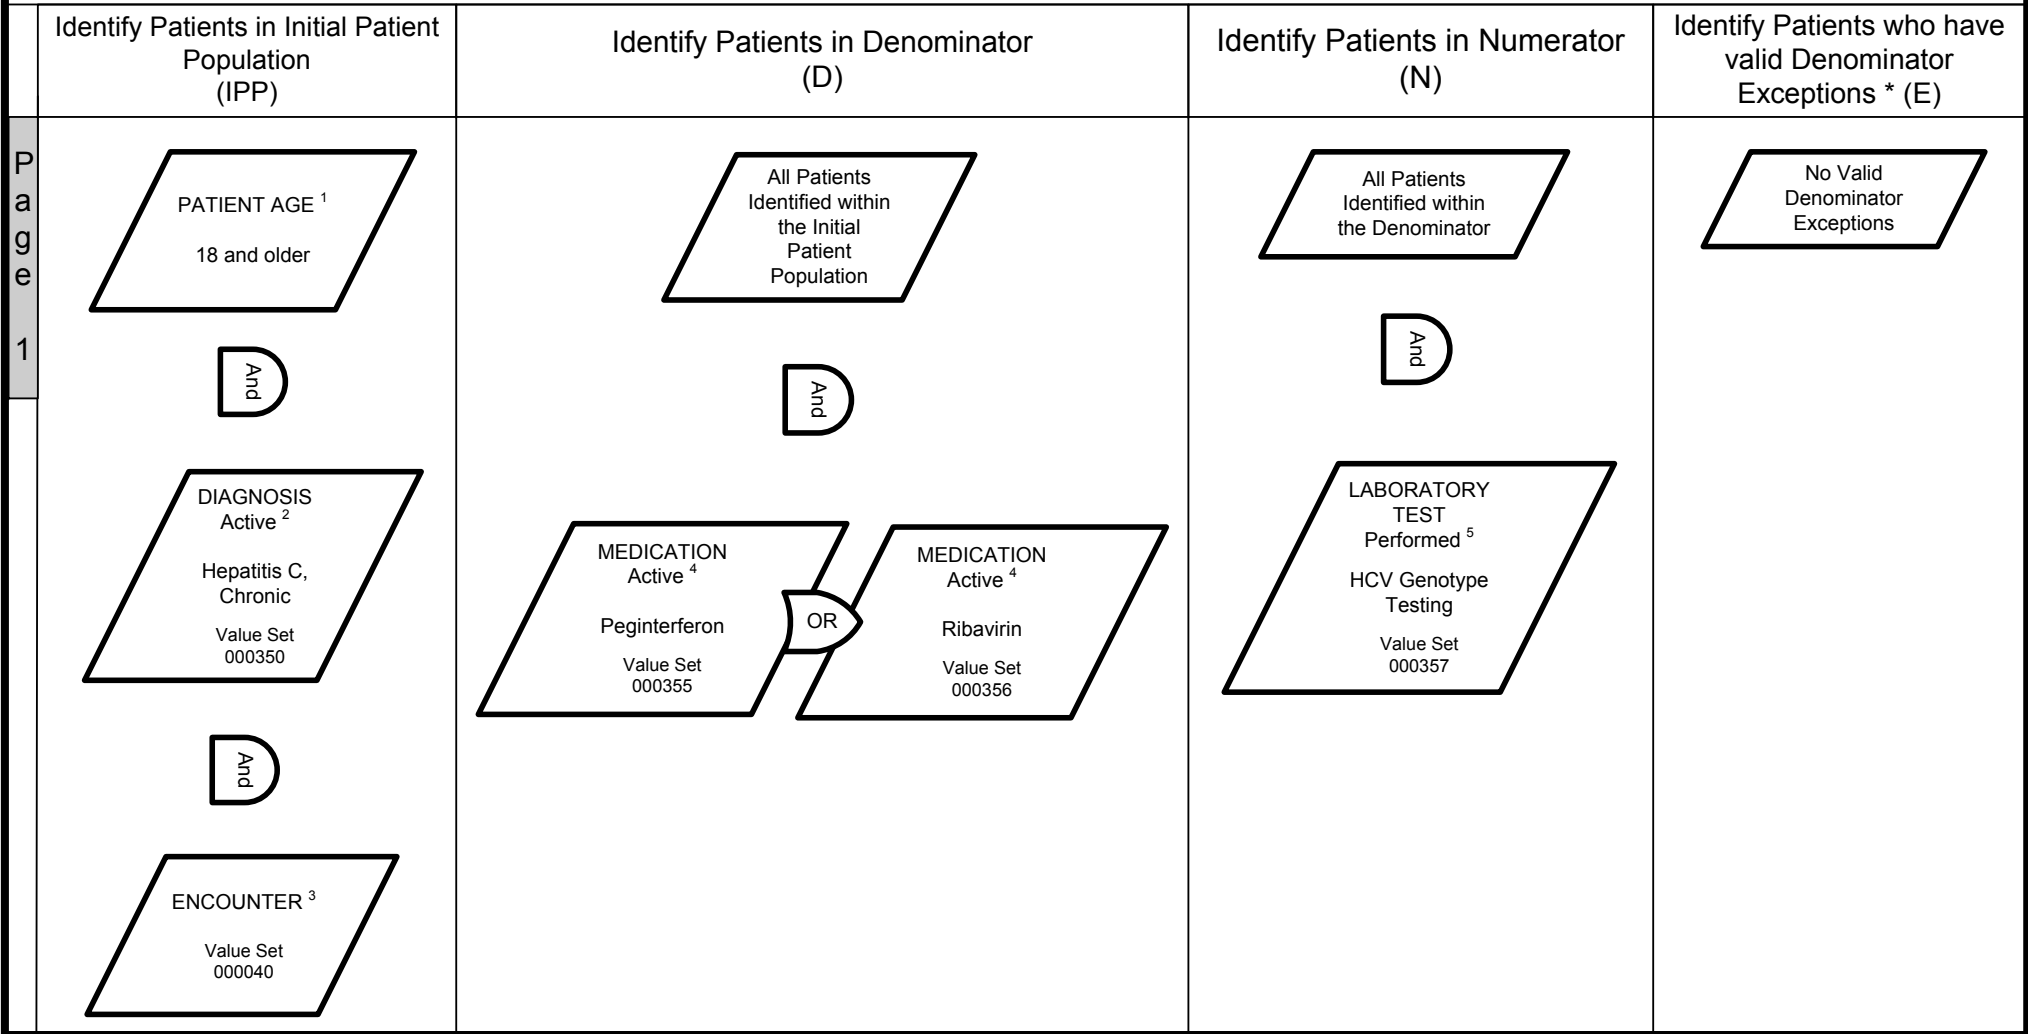 Identify Patients in Initial Patient
Population
(IPP)
Identify Patients in Denominator
(D)
Identify Patients in Numerator
(N)
Identify Patients who have
valid Denominator
Exceptions * (E)
P
a
g
e
1
PATIENT AGE 1
18 and older
And
DIAGNOSIS
Active 2
Hepatitis C,
Chronic
Value Set
000350
And
ENCOUNTER 3
Value Set
000040
All Patients
Identified within
the Initial
Patient
Population
And
MEDICATION
Active 4
Peginterferon
Value Set
000355
OR
MEDICATION
Active 4
Ribavirin
Value Set
000356
All Patients
Identified within
the Denominator
And
LABORATORY
TEST
Performed 5
HCV Genotype
Testing
Value Set
000357
No Valid
Denominator
Exceptions